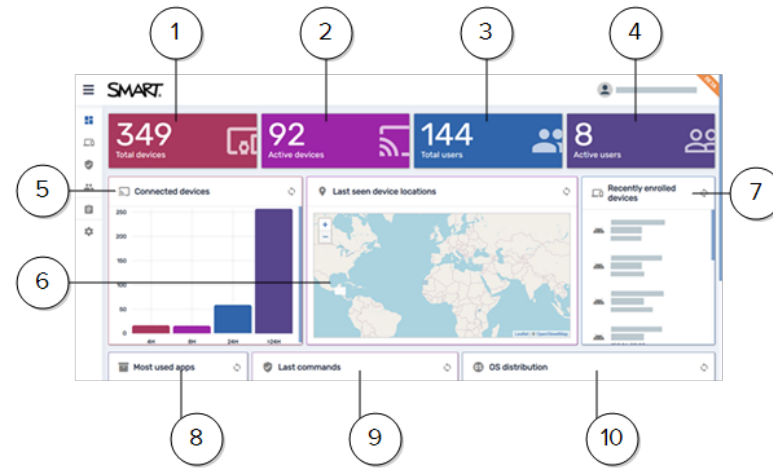 1 2 3 4
SMART.
BETA
349 92 144 8
Total devices Active devices Total users Active users
5 Connected devices Last seen device locations Recently enrolled
devices 7
250
200
150
100
50
0
4H 8H 24H >24H
6
+
−
Leaflet | © OpenStreetMap
Most used apps Last commands OS distribution
8 9 10